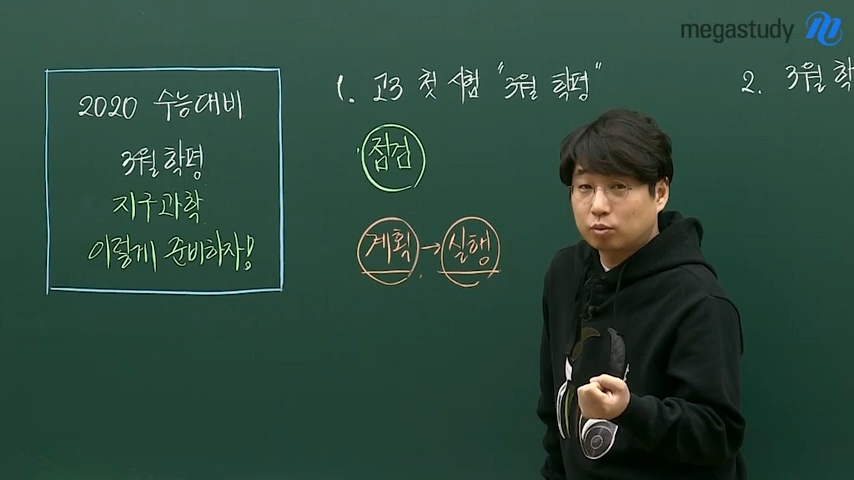 megastudy
2020 수능대비
3월 학평
지구과학
이렇게 준비하자!
1. 고3 첫 시험 "3월 학평"
점검
계획 → 실행
2. 3월 학